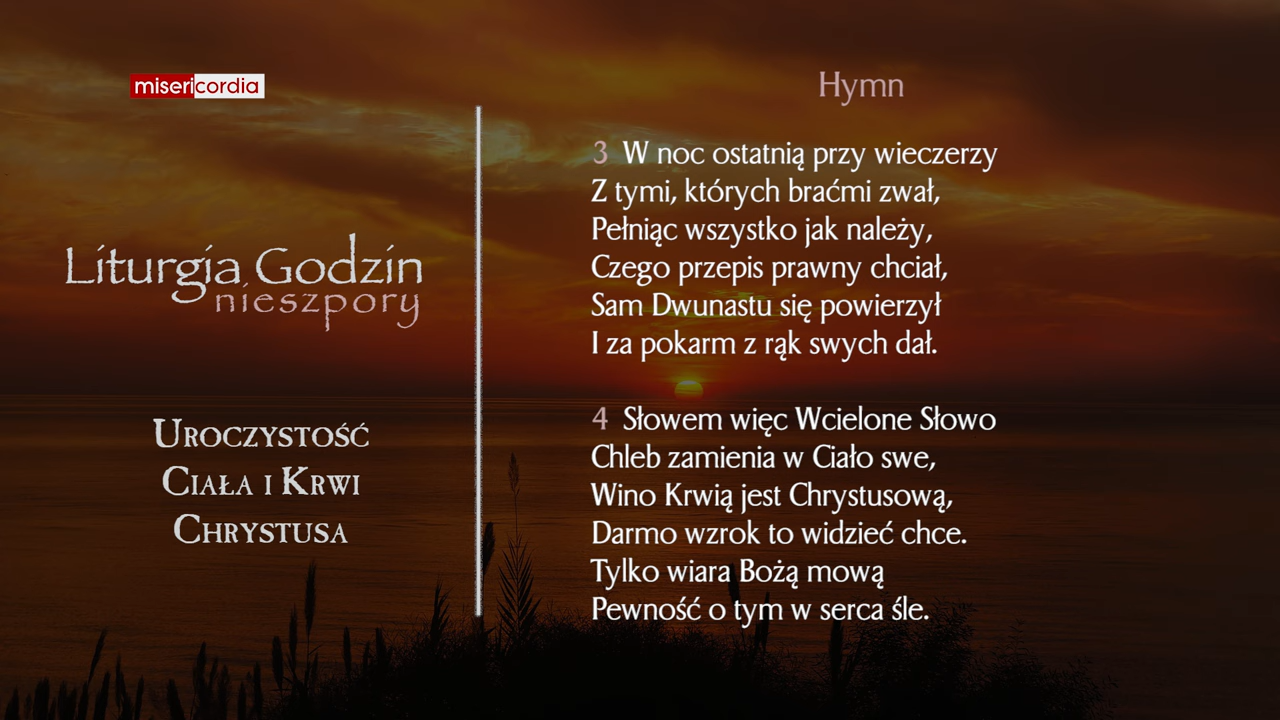 misericordia
Liturgia Godzin
nieszpory
Uroczystość
Ciała i Krwi
Chrystusa
Hymn
3 W noc ostatnią przy wieczerzy
Z tymi, których braćmi zwał,
Pełniąc wszystko jak należy,
Czego przepis prawny chciał,
Sam Dwunastu się powierzył
I za pokarm z rąk swych dał.
4 Słowem więc Wcielone Słowo
Chleb zamienia w Ciało swe,
Wino Krwią jest Chrystusową,
Darmo wzrok to widzieć chce.
Tylko wiara Bożą mową
Pewność o tym w serca śle.